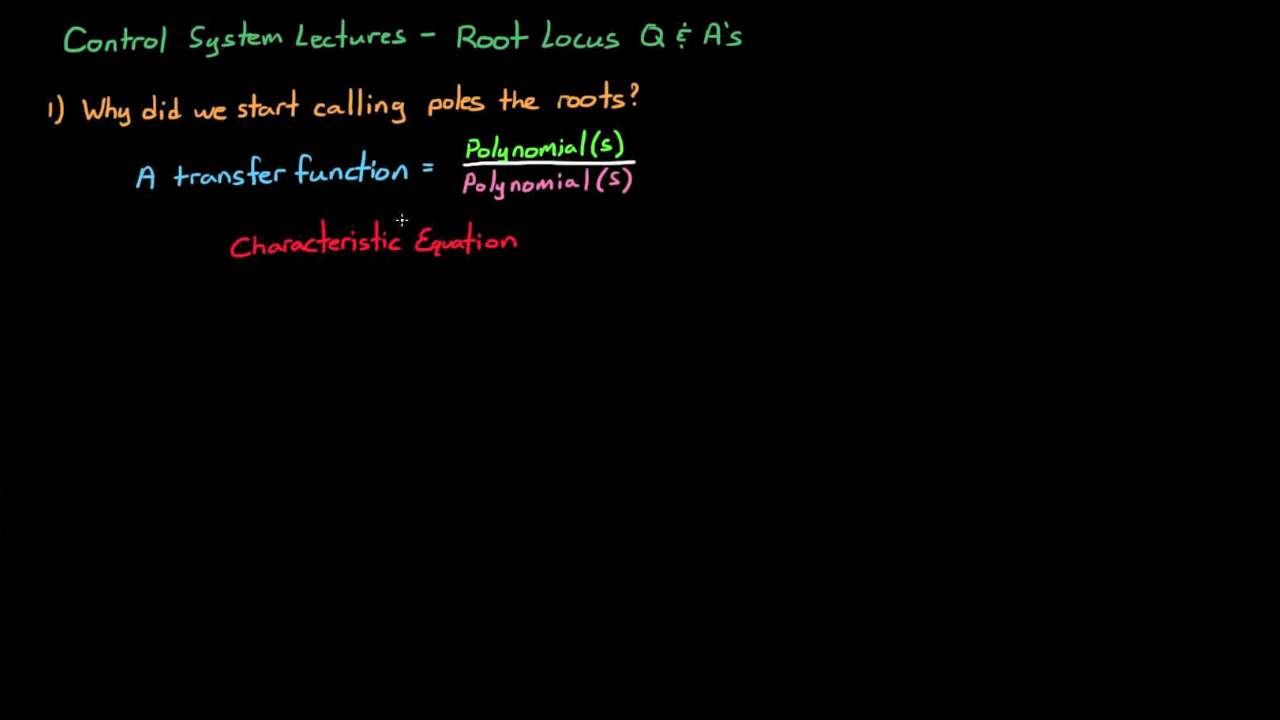 Control System Lectures - Root Locus Q & A's
1) Why did we start calling poles the roots?
A transfer function = Polynomial(s)
Polynomial(s)
Characteristic Equation